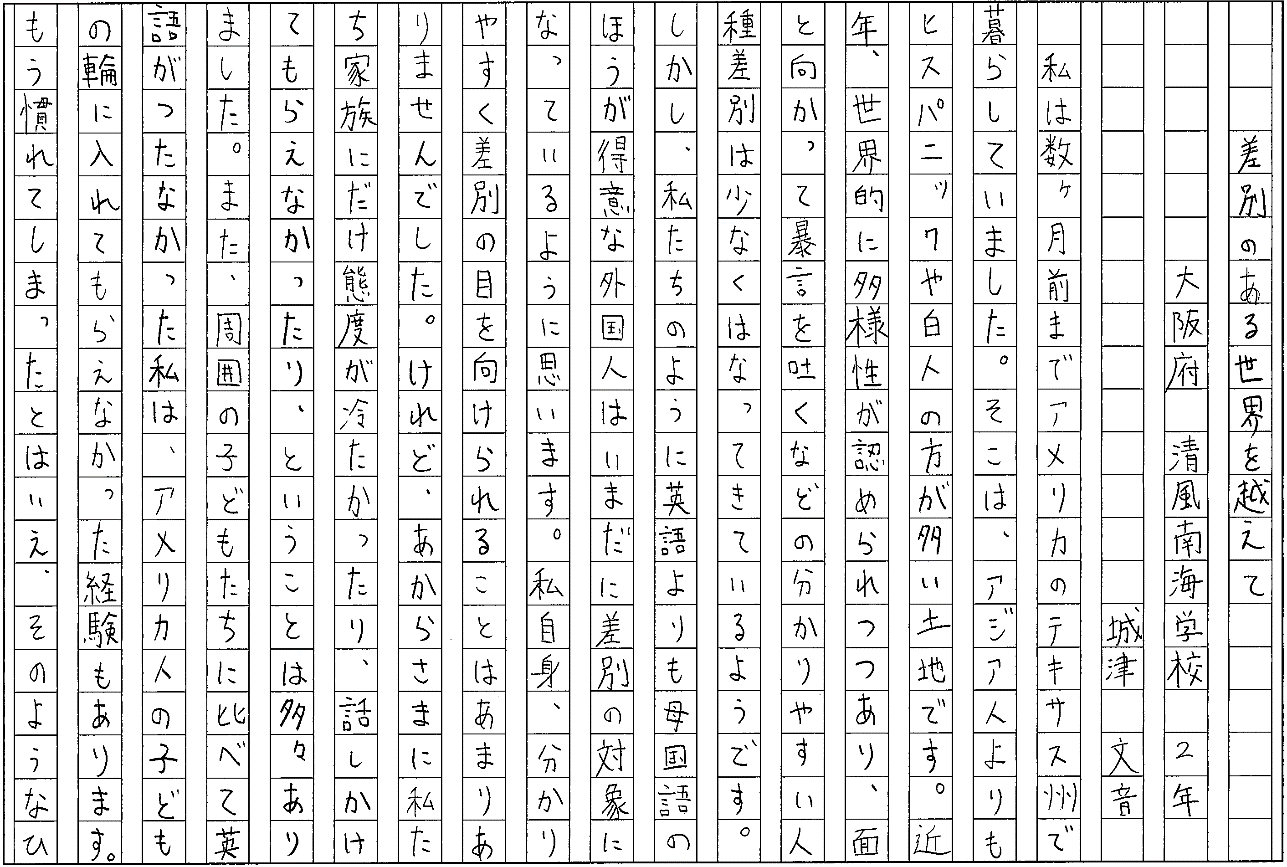 差別のある世界を越えて
大阪府 清風南海学校 2年
城津 文音
私は数ヶ月前までアメリカのテキサス州で
暮らしていました。そこは、アジア人よりも
ヒスパニックや白人の方が多い土地です。近
年、世界的に多様性が認められつつあり、面
と向かって暴言を吐くなどの分かりやすい人
種差別は少なくはなってきているようです。
しかし、私たちのように英語よりも母国語の
ほうが得意な外国人はいまだに差別の対象に
なっているように思います。私自身、分かり
やすく差別の目を向けられることはあまりあ
りませんでした。けれど、あからさまに私た
ち家族にだけ態度が冷たかったり、話しかけ
てもらえなかったり、ということは多々あり
ました。また、周囲の子どもたちに比べて英
語がつたなかった私は、アメリカ人の子ども
の輪に入れてもらえなかった経験もあります。
もう慣れてしまったとはいえ、そのようなひ